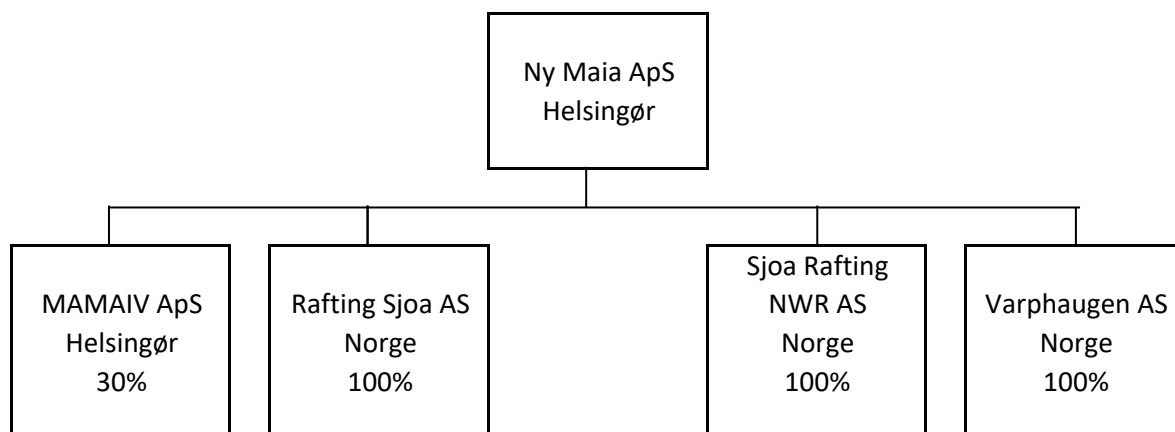 Ny Maia ApS
Helsingør
MAMAIV ApS
Helsingør
30%
Rafting Sjoa AS
Norge
100%
Sjoa Rafting
NWR AS
Norge
100%
Varphaugen AS
Norge
100%